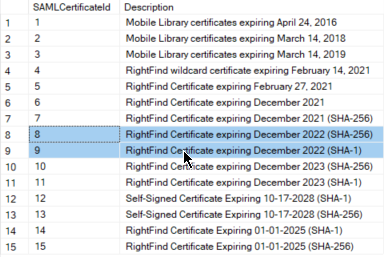 SAMLCertificateId Description
1 1 Mobile Library certificates expiring April 24, 2016
2 2 Mobile Library certificates expiring March 14, 2018
3 3 Mobile Library certificates expiring March 14, 2019
4 4 RightFind wildcard certificate expiring February 14, 2021
5 5 RightFind Certificate expiring February 27, 2021
6 6 RightFind Certificate expiring December 2021
7 7 RightFind Certificate expiring December 2021 (SHA-256)
8 8 RightFind Certificate expiring December 2022 (SHA-256)
9 9 RightFind Certificate expiring December 2022 (SHA-1)
10 10 RightFind Certificate expiring December 2023 (SHA-256)
11 11 RightFind Certificate expiring December 2023 (SHA-1)
12 12 Self-Signed Certificate Expiring 10-17-2028 (SHA-1)
13 13 Self-Signed Certificate Expiring 10-17-2028 (SHA-256)
14 14 RightFind Certificate Expiring 01-01-2025 (SHA-1)
15 15 RightFind Certificate Expiring 01-01-2025 (SHA-256)